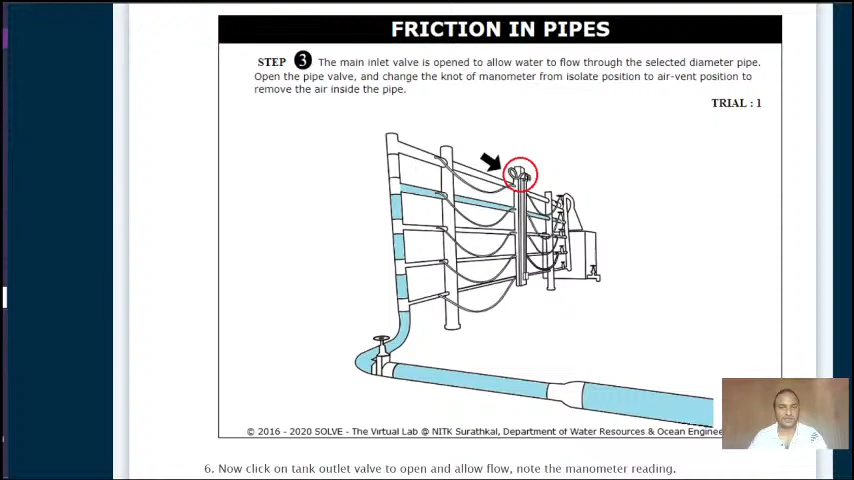 FRICTION IN PIPES
STEP 3 The main inlet valve is opened to allow water to flow through the selected diameter pipe.
Open the pipe valve, and change the knot of manometer from isolate position to air-vent position to
remove the air inside the pipe.
TRIAL : 1
© 2016 - 2020 SOLVE - The Virtual Lab @ NITK Surathkal, Department of Water Resources & Ocean
6. Now click on tank outlet valve to open and allow flow, note the manometer reading.